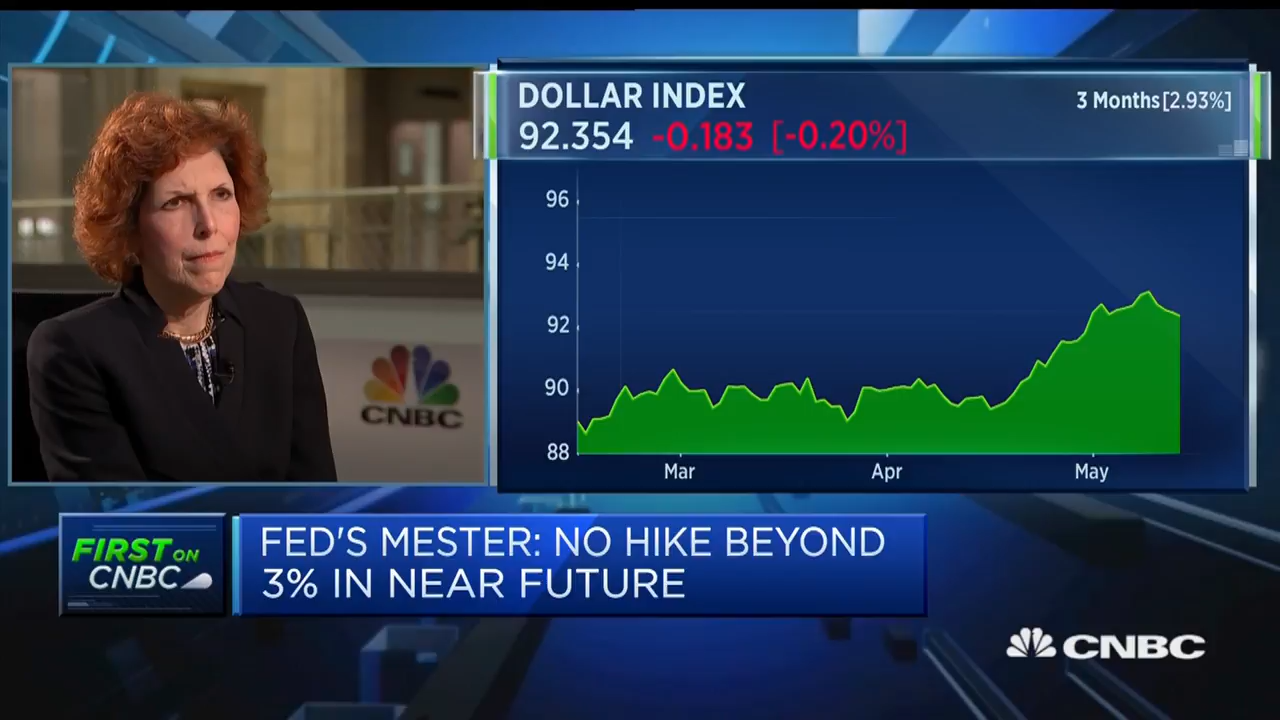 DOLLAR INDEX
3 Months [2.93%]
92.354 -0.183 [-0.20%]
96
94
92
90
88
Mar Apr May
CNBC
FIRST ON
CNBC
FED'S MESTER: NO HIKE BEYOND
3% IN NEAR FUTURE
CNBC